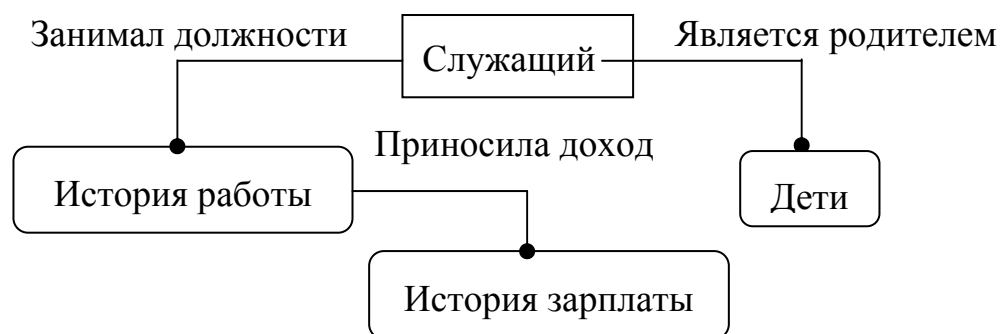 Занимал должности
Служащий
Является родителем
Приносила доход
История работы
Дети
История зарплаты